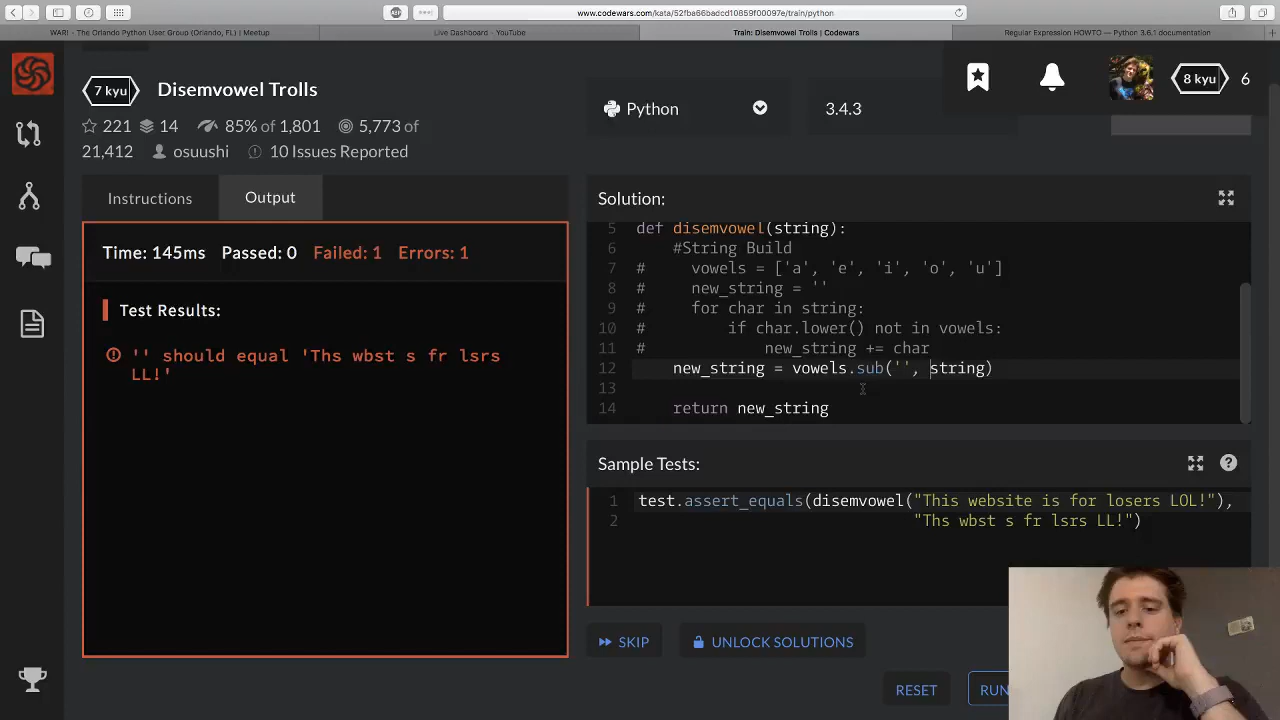 www.codewars.com/kata/52fba66badcd10859f00097e/train/python
WAR! - The Orlando Python User Group (Orlando, FL) | Meetup
Live Dashboard - YouTube
Train: Disemvowel Trolls | Codewars
Regular Expression HOWTO — Python 3.6.1 documentation
7 kyu
Disemvowel Trolls
8 kyu
6
221 14 85% of 1,801 5,773 of
21,412 osuushi 10 Issues Reported
Python
3.4.3
Instructions
Output
Time: 145ms Passed: 0 Failed: 1 Errors: 1
Test Results:
'' should equal 'Ths wbst s fr lsrs
LL!'
Solution:
5 def disemvowel(string):
6 #String Build
7 # vowels = ['a', 'e', 'i', 'o', 'u']
8 # new_string = ''
9 # for char in string:
10 # if char.lower() not in vowels:
11 # new_string += char
12 new_string = vowels.sub('', string)
13
14 return new_string
Sample Tests:
?
1 test.assert_equals(disemvowel("This website is for losers LOL!"),
2 "Ths wbst s fr lsrs LL!")
SKIP
UNLOCK SOLUTIONS
RESET
RUN